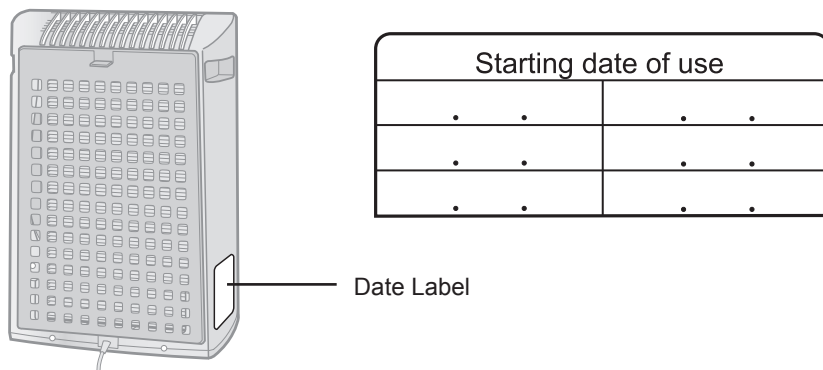 Starting date of use
. . . .
. . . .
. . . .
Date Label